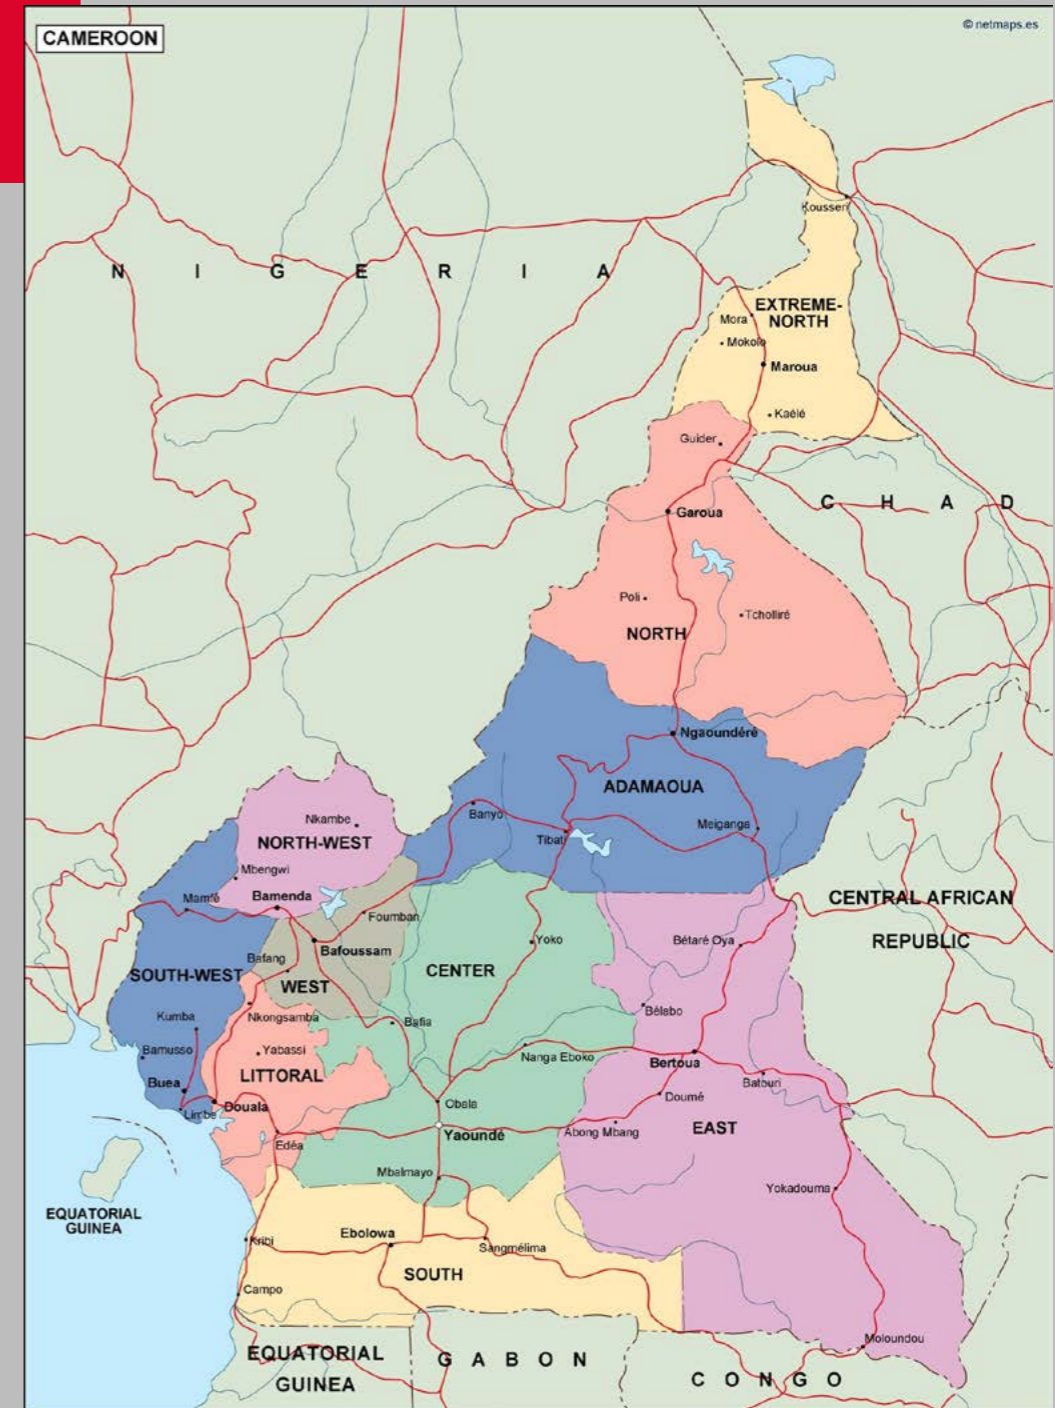 CAMEROON
© netmaps.es
N I G E R I A
Kousseri
EXTREME-
NORTH
Mora
Mokolo
Maroua
Kaélé
Guider
C H A D
Garoua
Poli
Tcholliré
NORTH
Ngaoundéré
ADAMAOUA
Banyo
Meiganga
Tibati
Nkambe
NORTH-WEST
Mbengwi
Bamenda
Mamfé
CENTRAL AFRICAN
REPUBLIC
Foumban
Bafoussam
Bafang
Yoko
Bétaré Oya
SOUTH-WEST
CENTER
WEST
Kumba
Nkongsamba
Bafia
Bélabo
Bamusso
Yabassi
Nanga Eboko
Bertoua
LITTORAL
Buea
Batouri
Douala
Limbe
Obala
Doumé
Yaoundé
Abong Mbang
EAST
Edéa
Mbalmayo
Yokadouma
EQUATORIAL
GUINEA
Ebolowa
Kribi
Sangmélima
SOUTH
Campo
Moloundou
EQUATORIAL
GUINEA
G A B O N
C O N G O